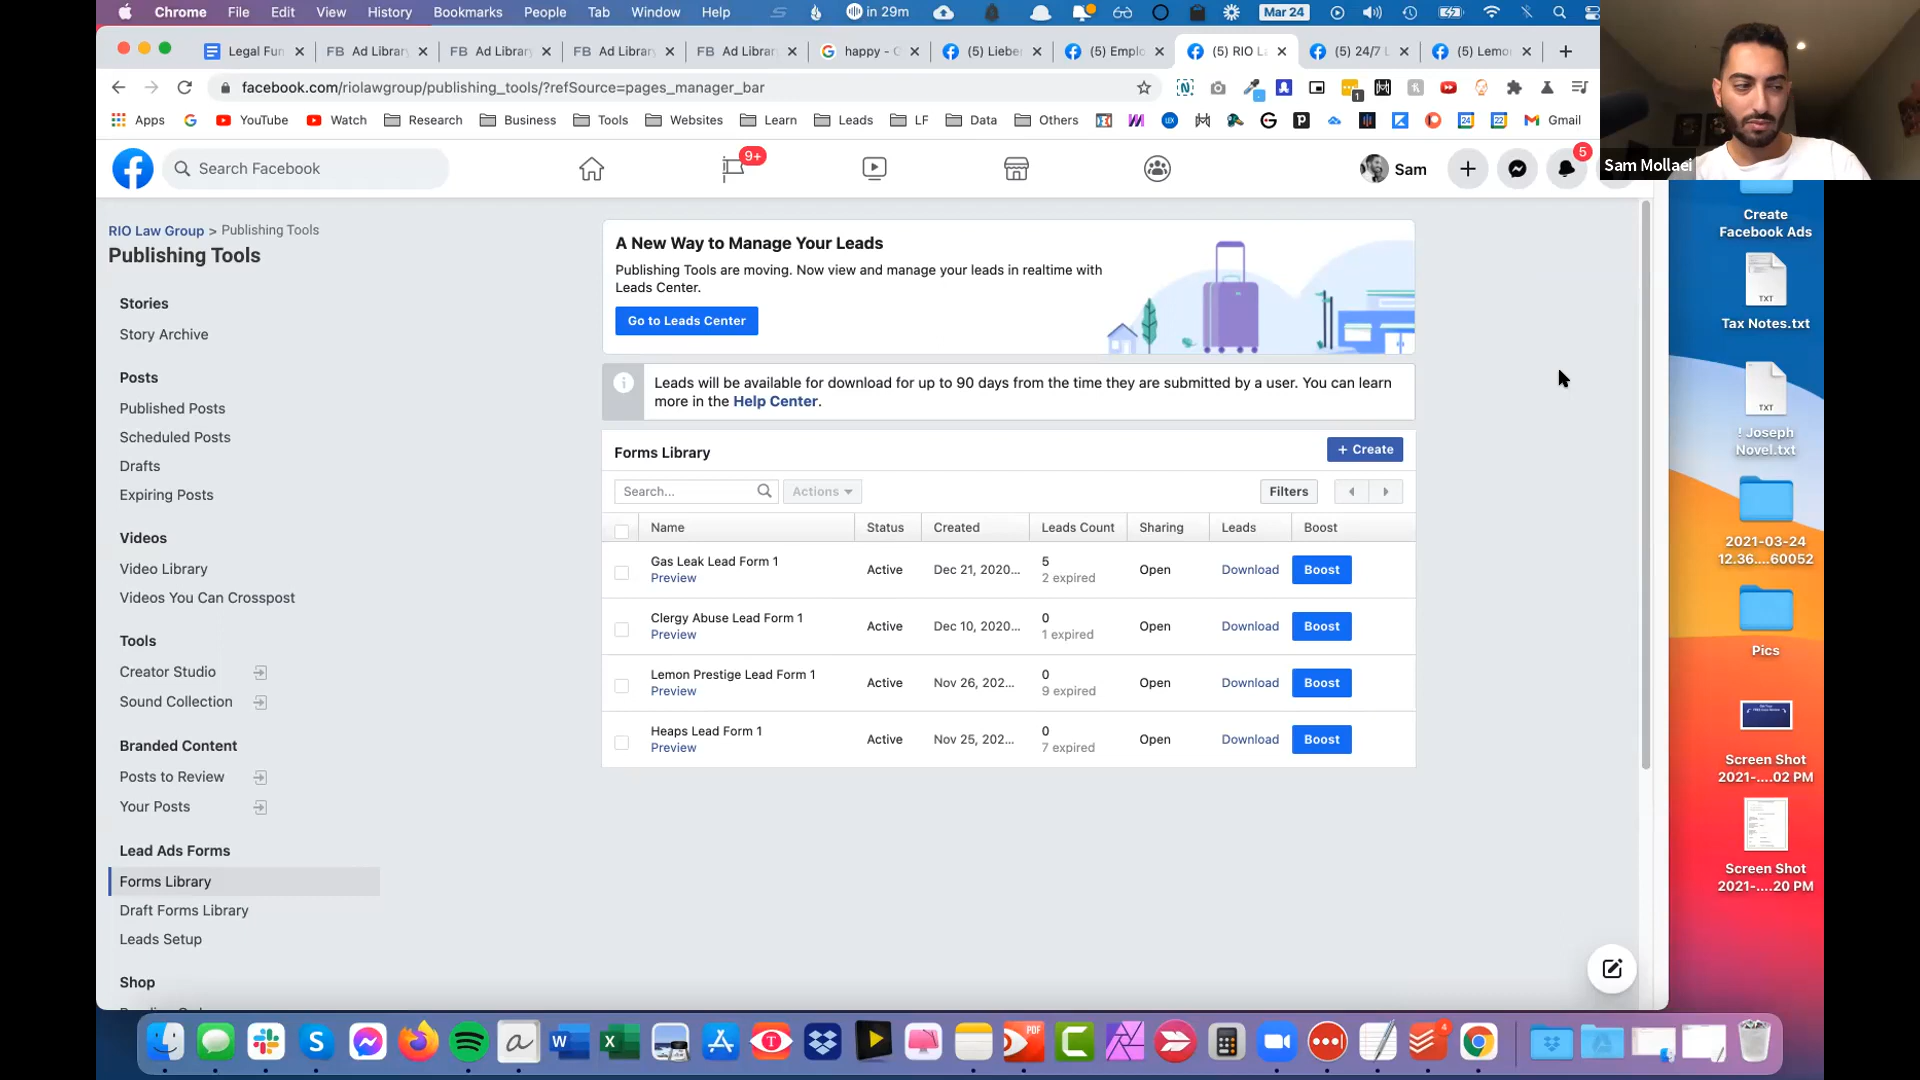 Chrome File Edit View History Bookmarks People Tab Window Help in 29m Mar 24
Legal Fun FB Ad Library FB Ad Library FB Ad Library FB Ad Library happy - (5) Lieber (5) Emplo (5) RIO L (5) 24/7 L (5) Lemo
facebook.com/riolawgroup/publishing_tools/?refSource=pages_manager_bar
Apps YouTube Watch Research Business Tools Websites Learn Leads LF Data Others Gmail
Search Facebook 9+ Sam 5
Sam Mollaei
RIO Law Group > Publishing Tools
Publishing Tools
Stories
Story Archive
Posts
Published Posts
Scheduled Posts
Drafts
Expiring Posts
Videos
Video Library
Videos You Can Crosspost
Tools
Creator Studio
Sound Collection
Branded Content
Posts to Review
Your Posts
Lead Ads Forms
Forms Library
Draft Forms Library
Leads Setup
Shop
A New Way to Manage Your Leads
Publishing Tools are moving. Now view and manage your leads in realtime with
Leads Center.
Go to Leads Center
Leads will be available for download for up to 90 days from the time they are submitted by a user. You can learn
more in the Help Center.
Forms Library + Create
Search... Actions Filters
Name Status Created Leads Count Sharing Leads Boost
Gas Leak Lead Form 1 5
Preview Active Dec 21, 2020... 2 expired Open Download Boost
Clergy Abuse Lead Form 1 0
Preview Active Dec 10, 2020... 1 expired Open Download Boost
Lemon Prestige Lead Form 1 0
Preview Active Nov 26, 202... 9 expired Open Download Boost
Heaps Lead Form 1 0
Preview Active Nov 25, 202... 7 expired Open Download Boost
Create
Facebook Ads
TXT
Tax Notes.txt
TXT
! Joseph
Novel.txt
2021-03-24
12.36....60052
Pics
Screen Shot
2021-....02 PM
Screen Shot
2021-....20 PM